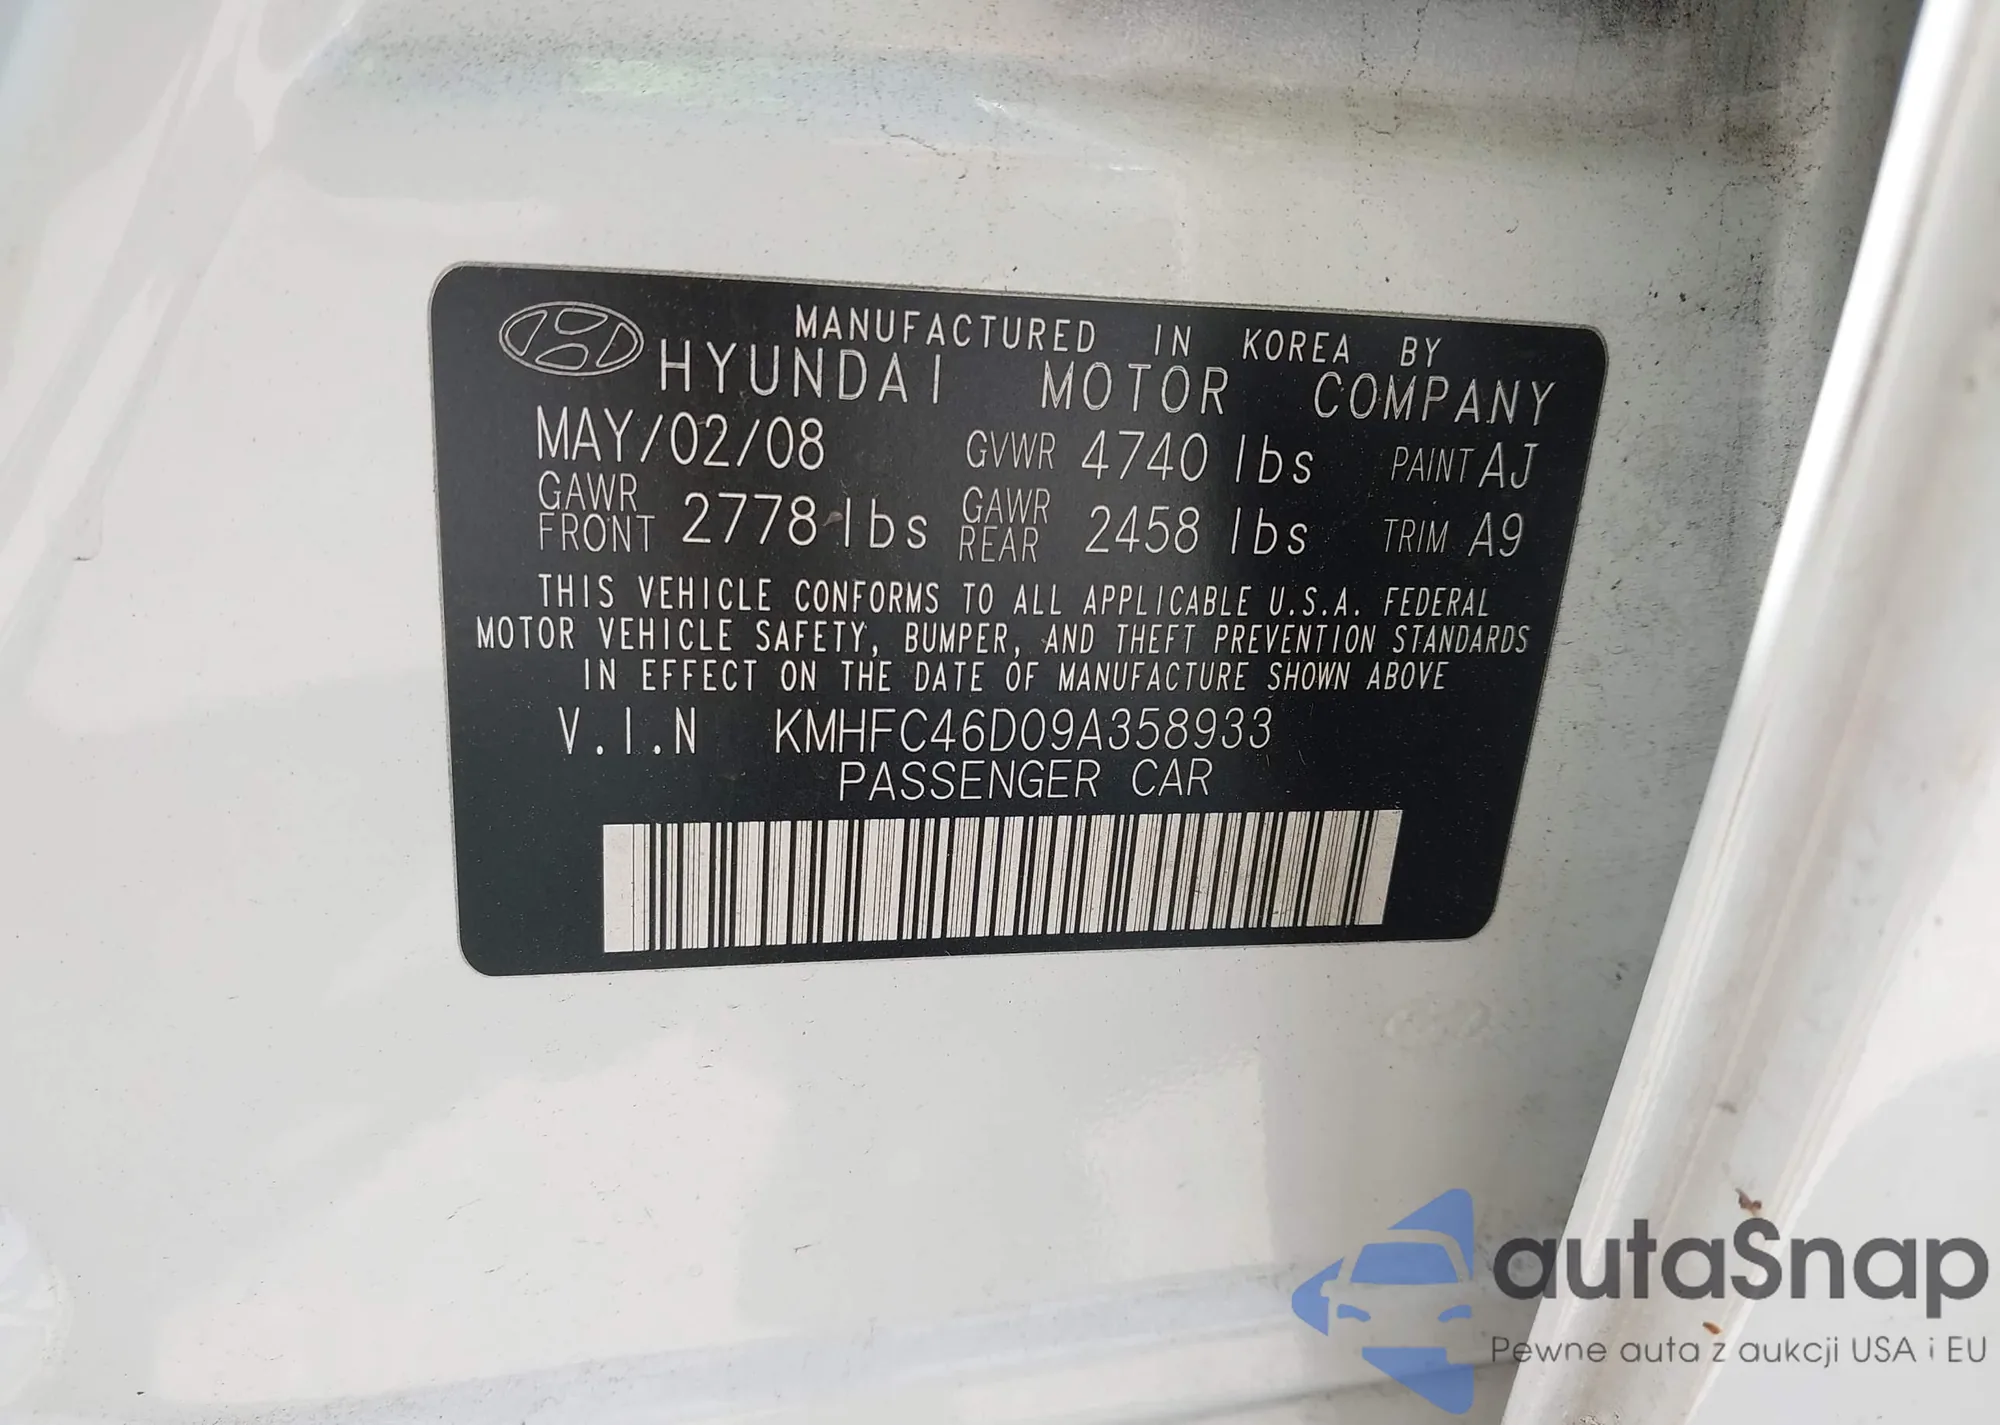 MANUFACTURED IN KOREA BY
HYUNDAI MOTOR COMPANY
MAY/02/08 GVWR 4740 lbs PAINT AJ
GAWR FRONT 2778 lbs GAWR REAR 2458 lbs TRIM A9
THIS VEHICLE CONFORMS TO ALL APPLICABLE U.S.A. FEDERAL
MOTOR VEHICLE SAFETY, BUMPER, AND THEFT PREVENTION STANDARDS
IN EFFECT ON THE DATE OF MANUFACTURE SHOWN ABOVE
V.I.N KMHFC46D09A358933
PASSENGER CAR
autaSnap
Pewne auta z aukcji USA i EU